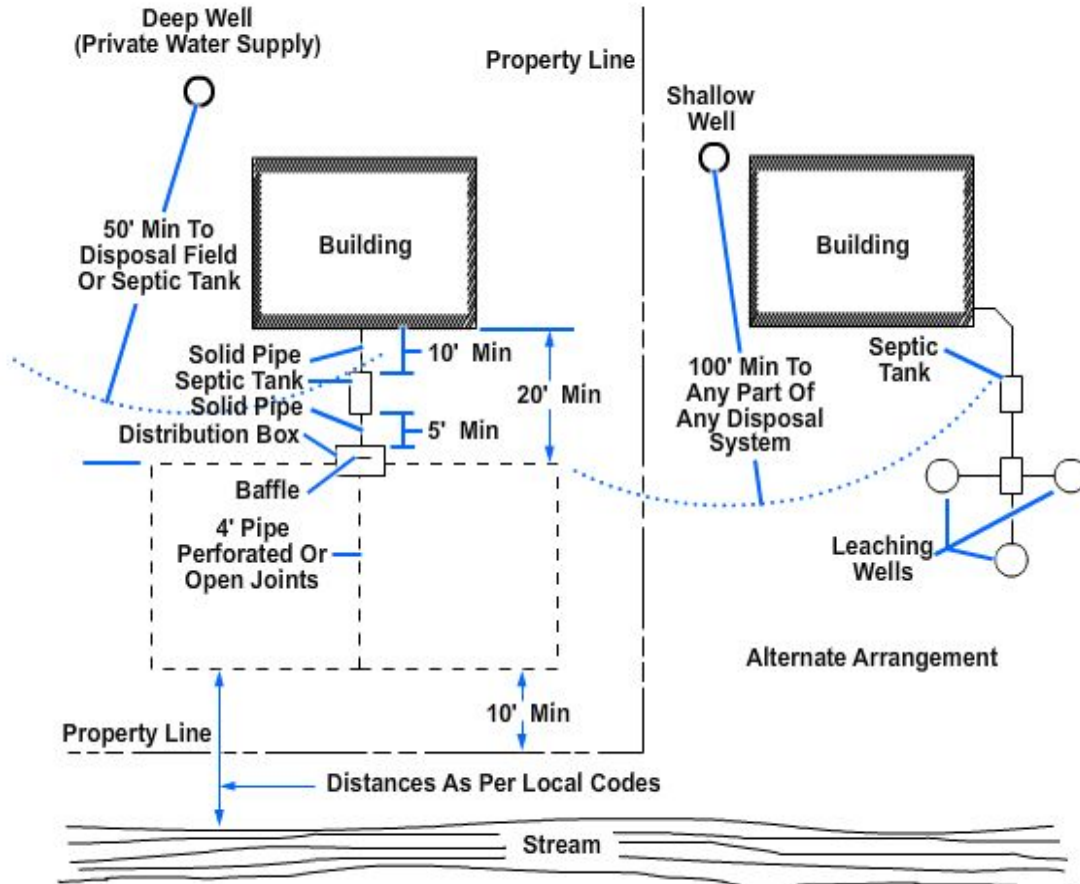 Deep Well
(Private Water Supply)
Property Line
Shallow
Well
50' Min To
Disposal Field
Or Septic Tank
Building
Building
Solid Pipe
10' Min
Septic Tank
20' Min
Solid Pipe
5' Min
Distribution Box
Baffle
100' Min To
Any Part Of
Any Disposal
System
Septic
Tank
4' Pipe
Perforated Or
Open Joints
Leaching
Wells
Alternate Arrangement
10' Min
Property Line
Distances As Per Local Codes
Stream